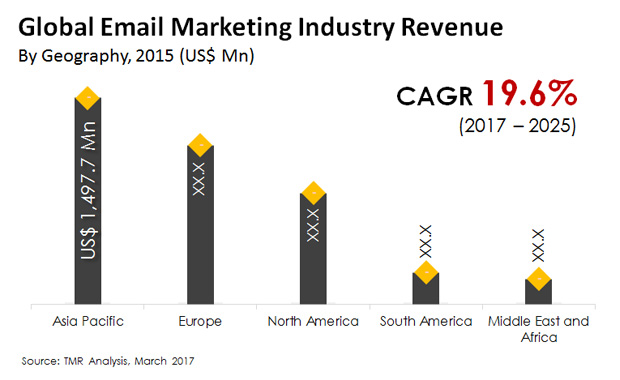 Global Email Marketing Industry Revenue
By Geography, 2015 (US$ Mn)
CAGR 19.6%
(2017 – 2025)
US$ 1,497.7 Mn
XX.X
XX.X
XX.X
XX.X
Asia Pacific
Europe
North America
South America
Middle East and
Africa
Source: TMR Analysis, March 2017